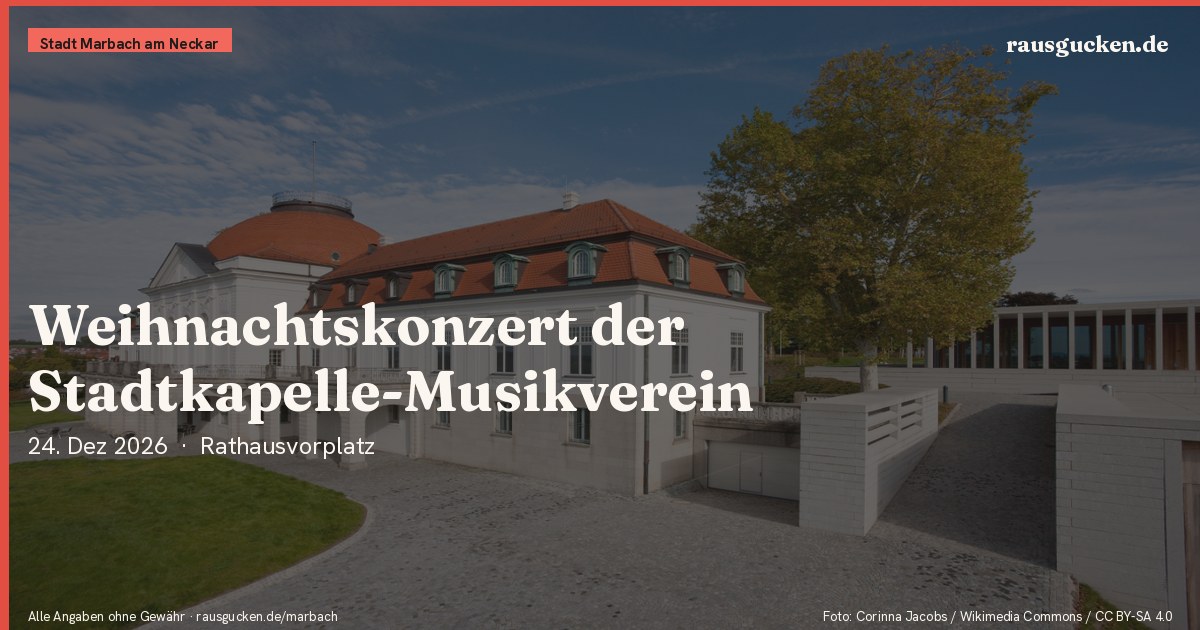 Stadt Marbach am Neckar
rausgucken.de
Weihnachtskonzert der
Stadtkapelle-Musikverein
24. Dez 2026 · Rathausvorplatz
Alle Angaben ohne Gewähr · rausgucken.de/marbach
Foto: Corinna Jacobs / Wikimedia Commons / CC BY-SA 4.0